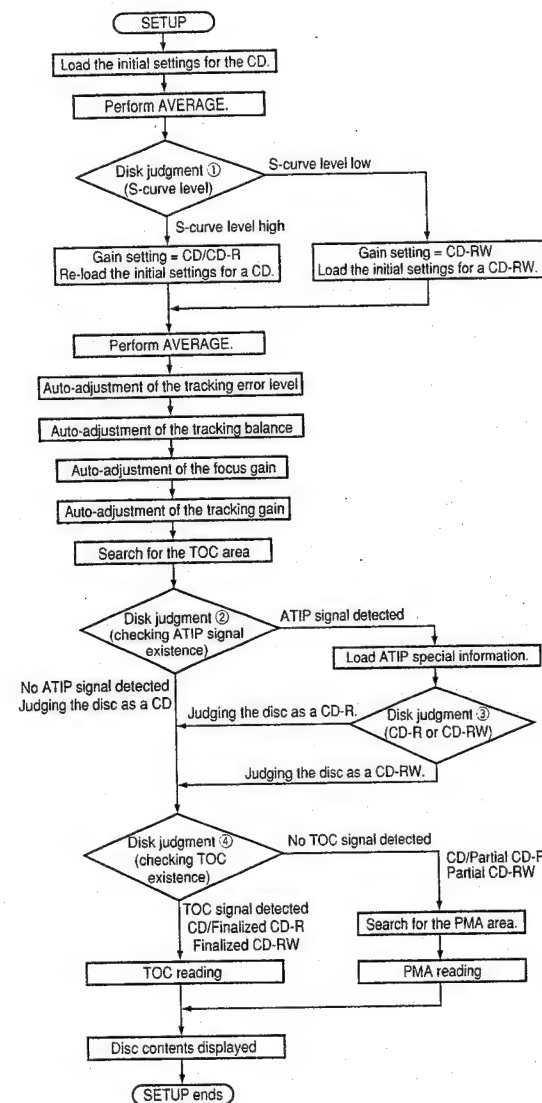 SETUP
Load the initial settings for the CD.
Perform AVERAGE.
Disk judgment ①
(S-curve level)
S-curve level low
S-curve level high
Gain setting = CD/CD-R
Re-load the initial settings for a CD.
Gain setting = CD-RW
Load the initial settings for a CD-RW.
Perform AVERAGE.
Auto-adjustment of the tracking error level
Auto-adjustment of the tracking balance
Auto-adjustment of the focus gain
Auto-adjustment of the tracking gain
Search for the TOC area
Disk judgment ②
(checking ATIP signal
existence)
ATIP signal detected
Load ATIP special information.
No ATIP signal detected
Judging the disc as a CD
Judging the disc as a CD-R.
Disk judgment ③
(CD-R or CD-RW)
Judging the disc as a CD-RW.
Disk judgment ④
(checking TOC
existence)
No TOC signal detected
CD/Partial CD-R
Partial CD-RW
TOC signal detected
CD/Finalized CD-R
Finalized CD-RW
Search for the PMA area.
TOC reading
PMA reading
Disc contents displayed
SETUP ends